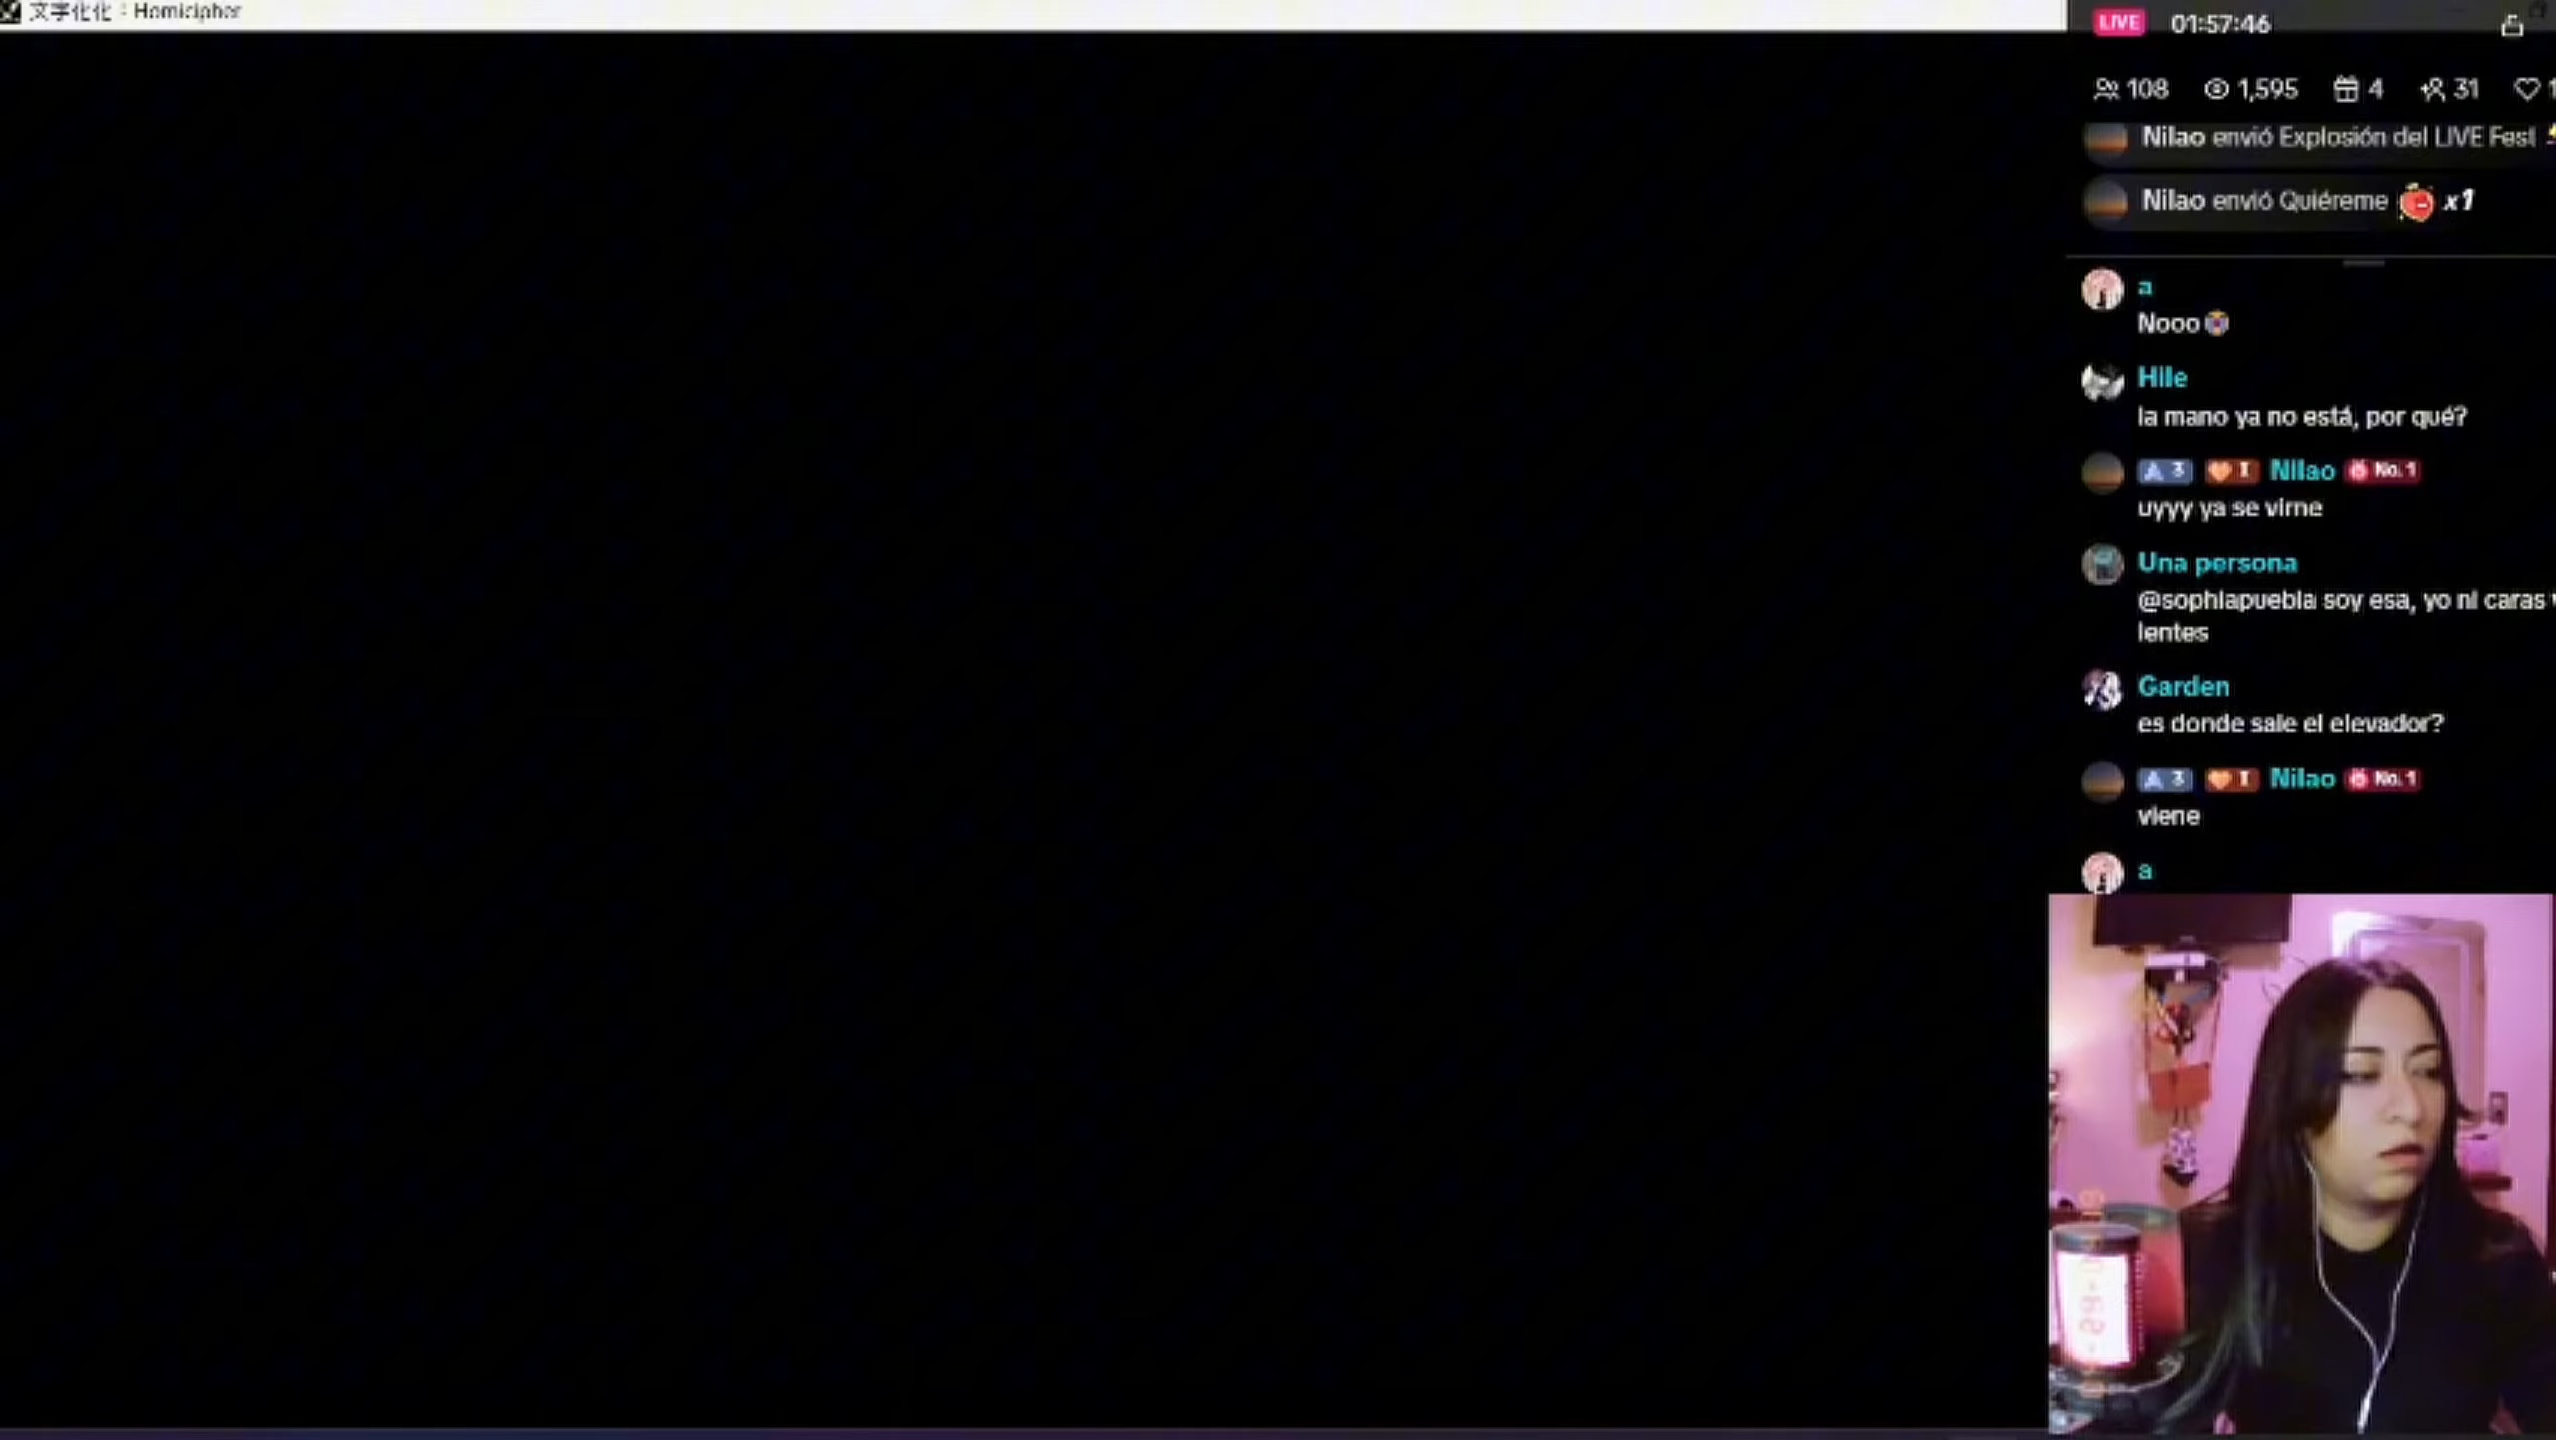 文字化化：Homicipher
LIVE 01:57:46
108 1,595 4 31
Nilao envió Explosión del LIVE Fest
Nilao envió Quiéreme x1
a
Nooo
Hile
la mano ya no está, por qué?
3 I Nilao No. 1
uyyy ya se virne
Una persona
@sophiapuebla soy esa, yo ni caras
lentes
Garden
es donde sale el elevador?
3 I Nilao No. 1
viene
a